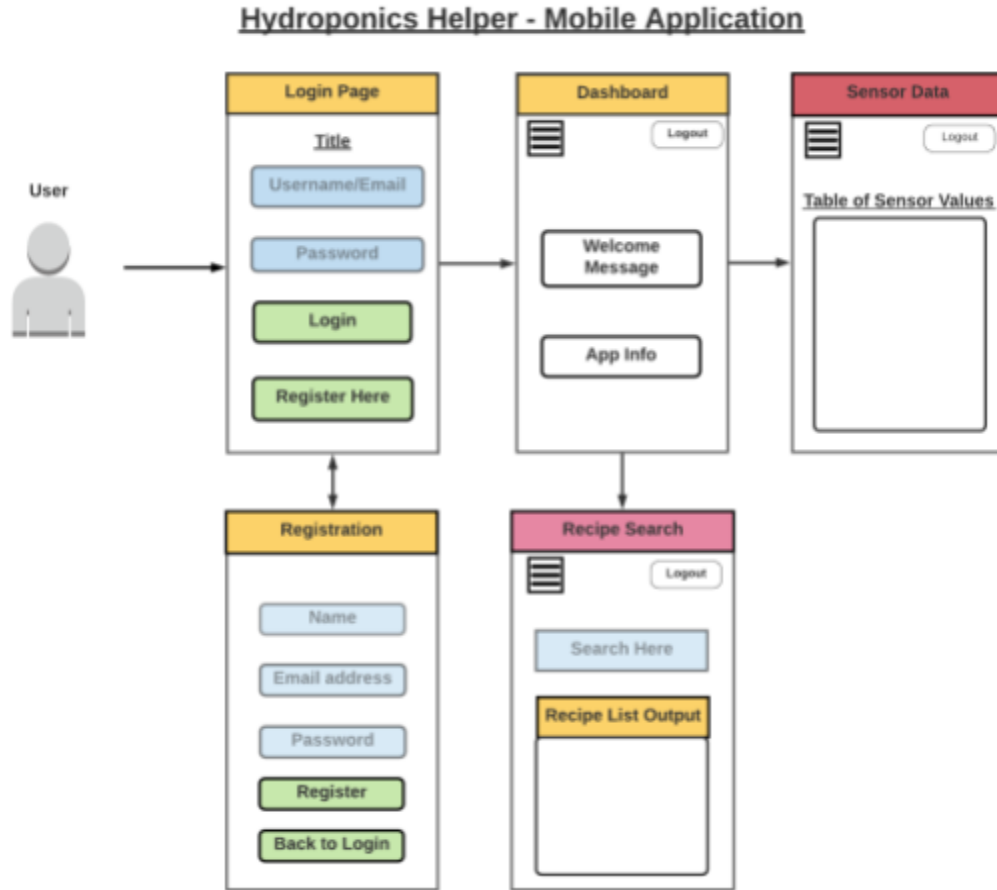 Hydroponics Helper - Mobile Application
User
Login Page
Title
Username/Email
Password
Login
Register Here
Dashboard
Logout
Welcome
Message
App Info
Sensor Data
Logout
Table of Sensor Values
Registration
Name
Email address
Password
Register
Back to Login
Recipe Search
Logout
Search Here
Recipe List Output